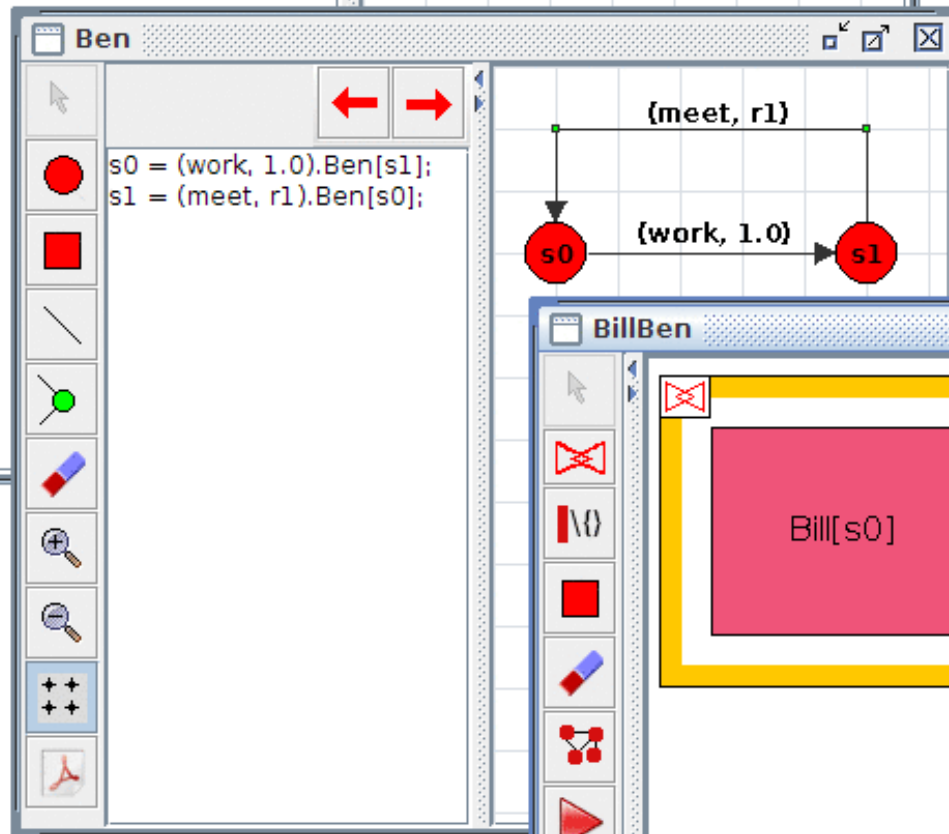 Ben
s0 = (work, 1.0).Ben[s1];
s1 = (meet, r1).Ben[s0];
(meet, r1)
(work, 1.0)
s0
s1
BillBen
\{}
Bill[s0]